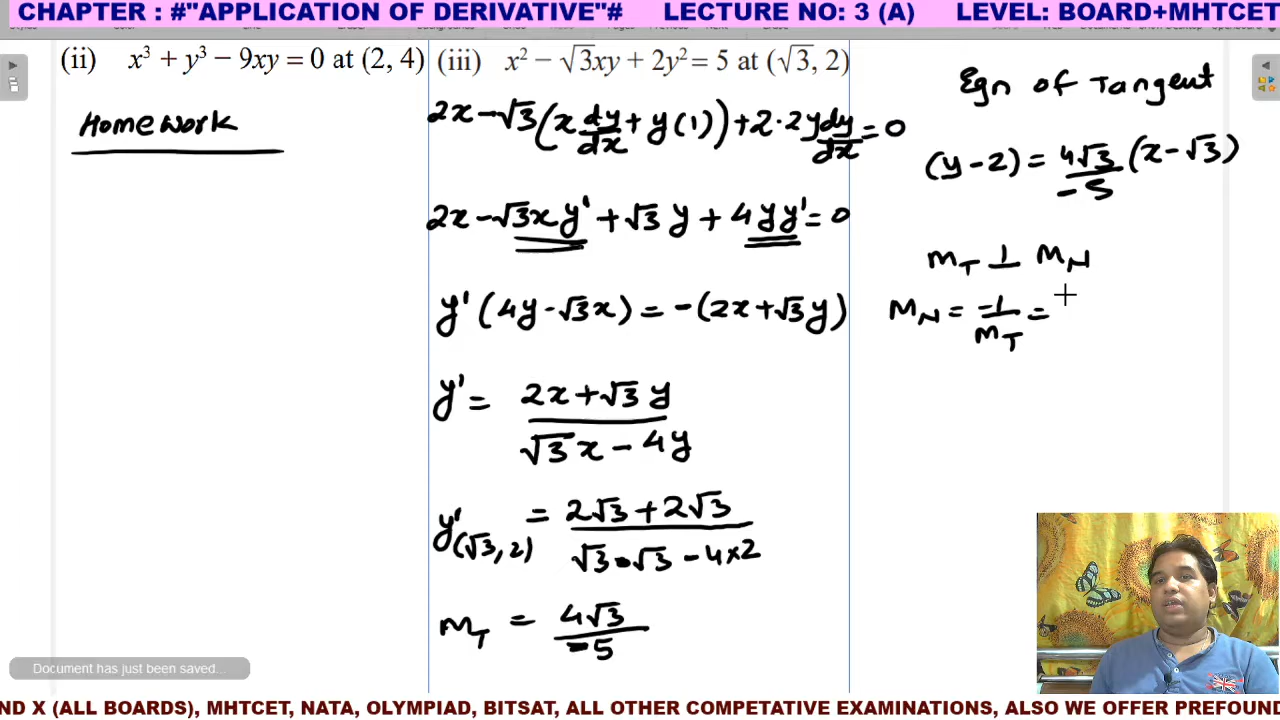 CHAPTER : #"APPLICATION OF DERIVATIVE"# LECTURE NO: 3 (A) LEVEL: BOARD+MHTCET
(ii) x³ + y³ − 9xy = 0 at (2, 4)
Homework
(iii) x² − √3xy + 2y² = 5 at (√3, 2)
2x − √3(x dy/dx + y(1)) + 2·2y dy/dx = 0
2x − √3x y' + √3 y + 4y y' = 0
y' (4y − √3x) = −(2x + √3y)
y' = 2x + √3 y / √3 x − 4y
y'(√3, 2) = 2√3 + 2√3 / √3·√3 − 4×2
mT = 4√3 / −5
Eqn of Tangent
(y − 2) = 4√3 / −5 (x − √3)
mT ⊥ mN
mN = −1 / mT =
Document has just been saved...
ND X (ALL BOARDS), MHTCET, NATA, OLYMPIAD, BITSAT, ALL OTHER COMPETATIVE EXAMINATIONS, ALSO WE OFFER PREFOUND